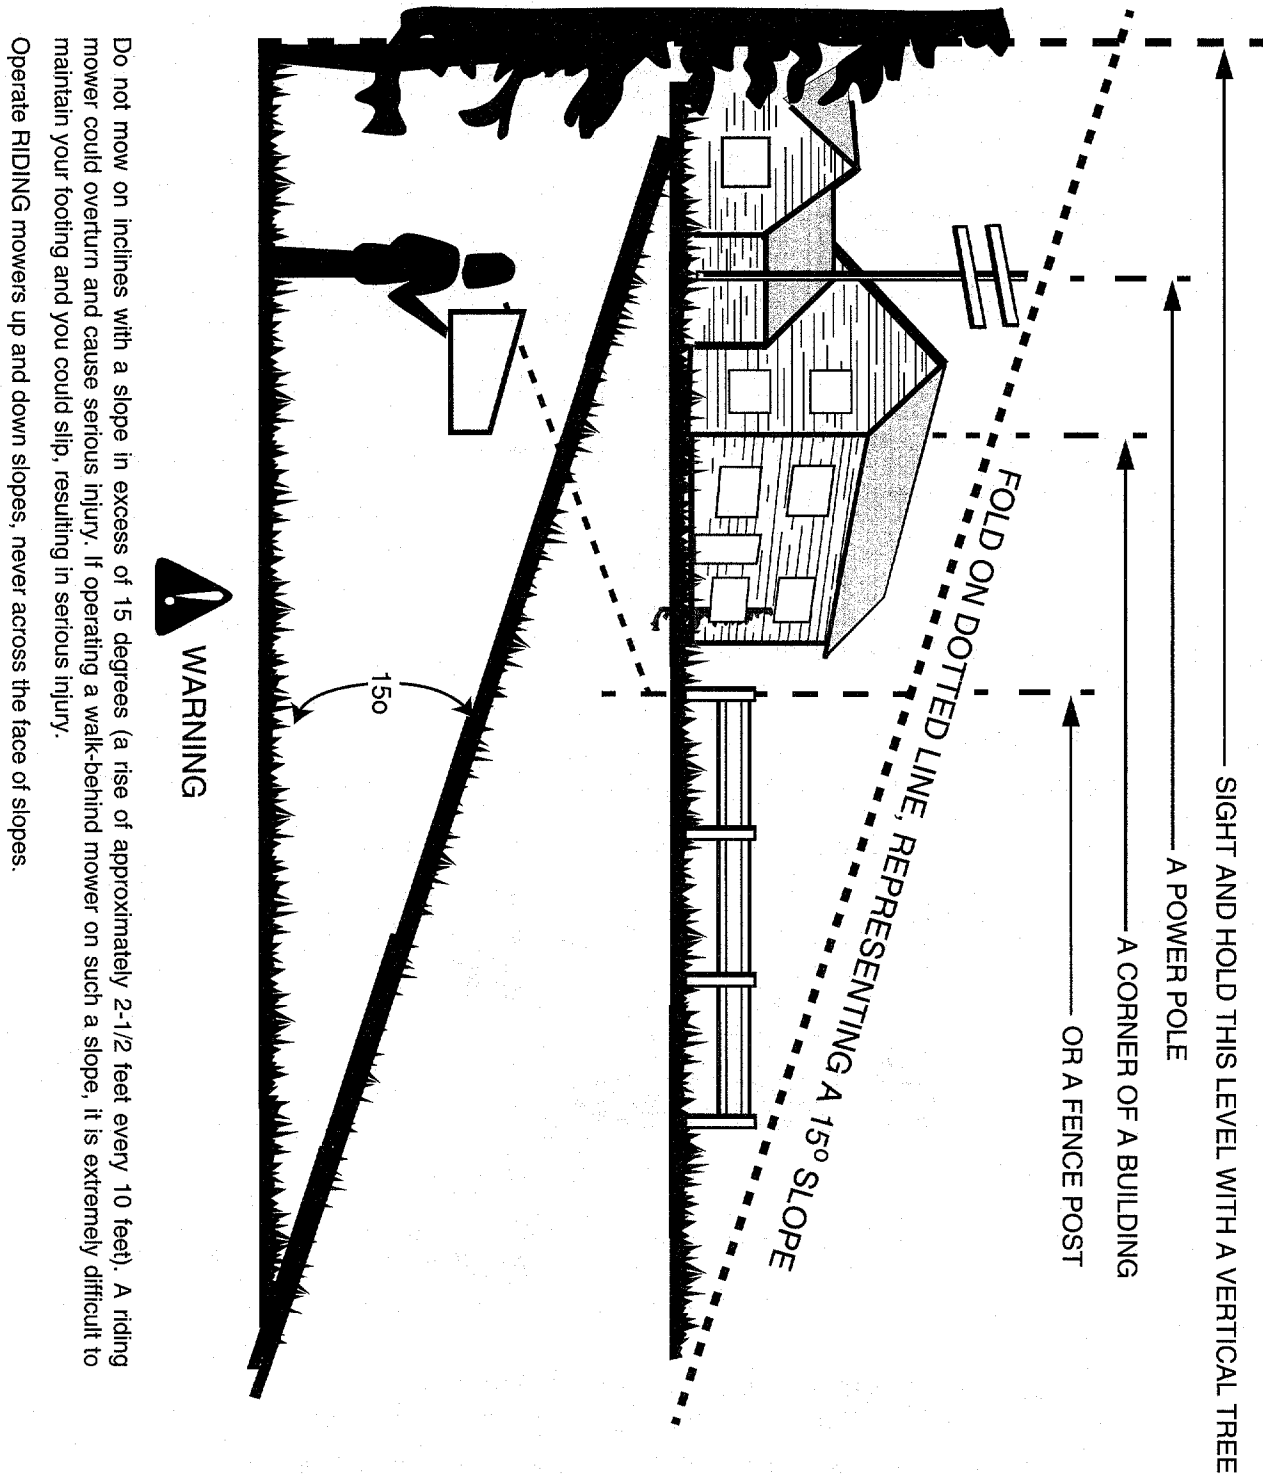 SIGHT AND HOLD THIS LEVEL WITH A VERTICAL TREE
A POWER POLE
A CORNER OF A BUILDING
OR A FENCE POST
FOLD ON DOTTED LINE, REPRESENTING A 15° SLOPE
15o
WARNING
Do not mow on inclines with a slope in excess of 15 degrees (a rise of approximately 2-1/2 feet every 10 feet). A riding
mower could overturn and cause serious injury. If operating a walk-behind mower on such a slope, it is extremely difficult to
maintain your footing and you could slip, resulting in serious injury.
Operate RIDING mowers up and down slopes, never across the face of slopes.